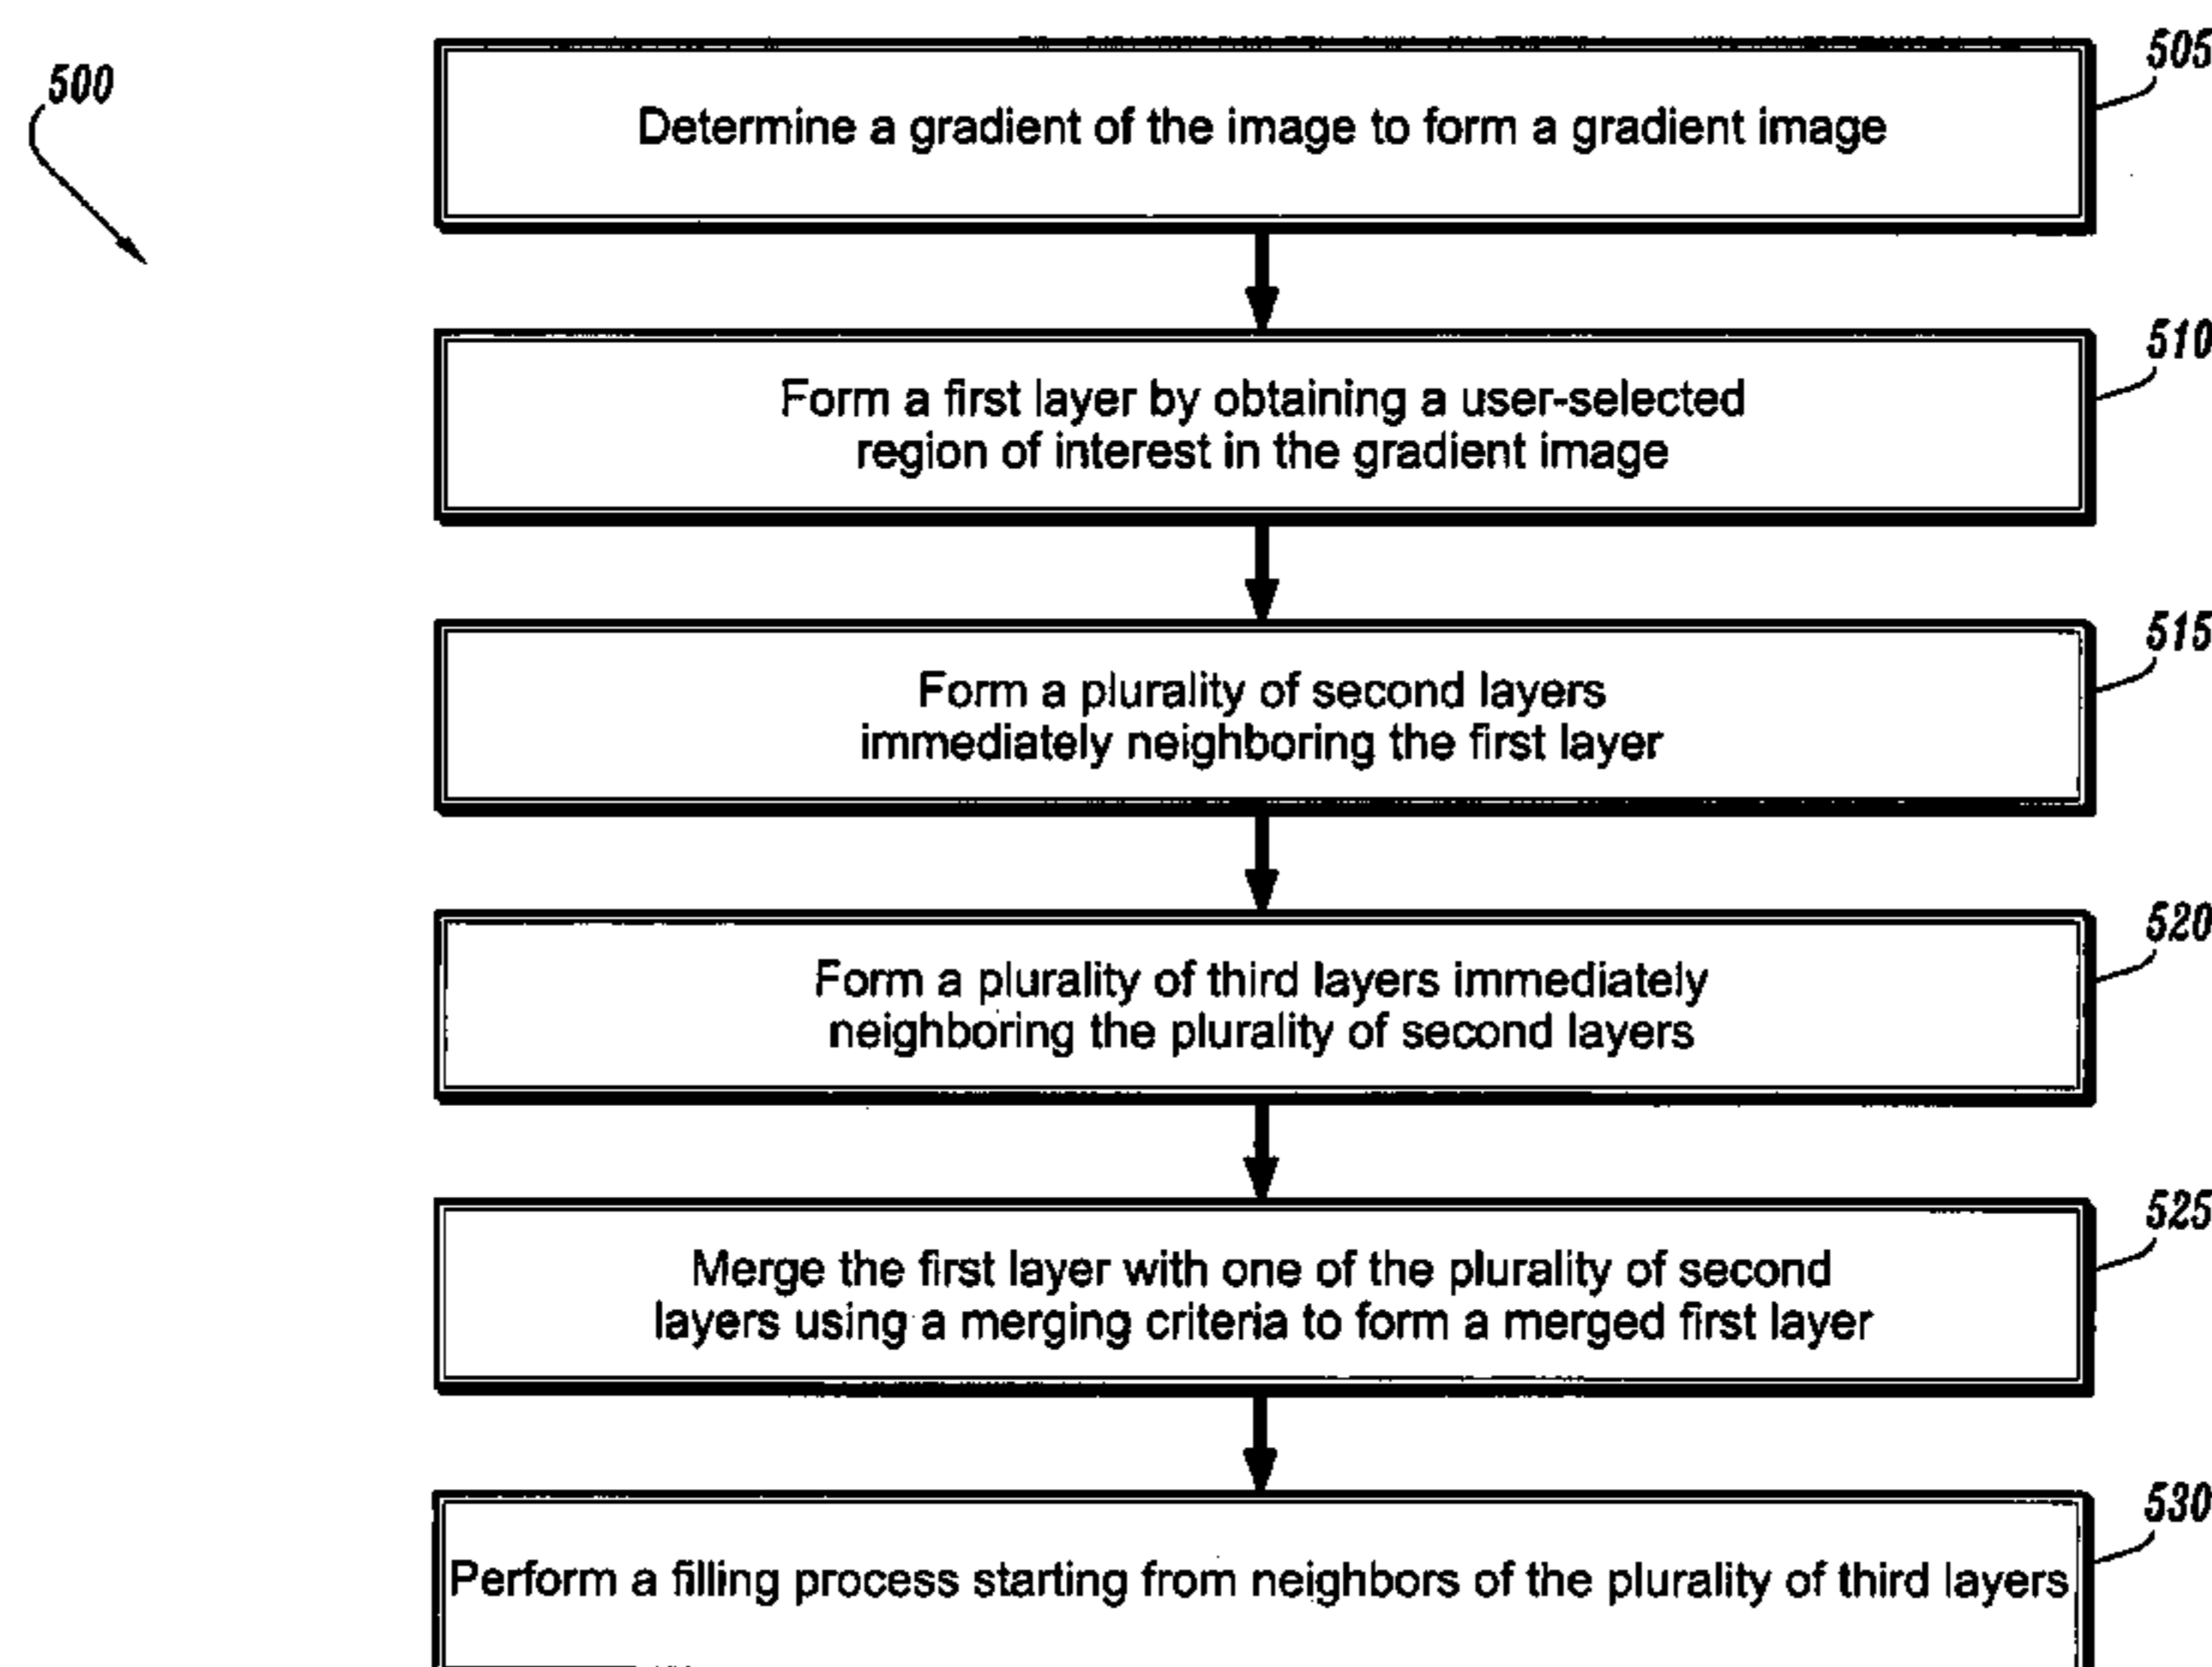 500
505
Determine a gradient of the image to form a gradient image
510
Form a first layer by obtaining a user-selected
region of interest in the gradient image
515
Form a plurality of second layers
immediately neighboring the first layer
520
Form a plurality of third layers immediately
neighboring the plurality of second layers
525
Merge the first layer with one of the plurality of second
layers using a merging criteria to form a merged first layer
530
Perform a filling process starting from neighbors of the plurality of third layers